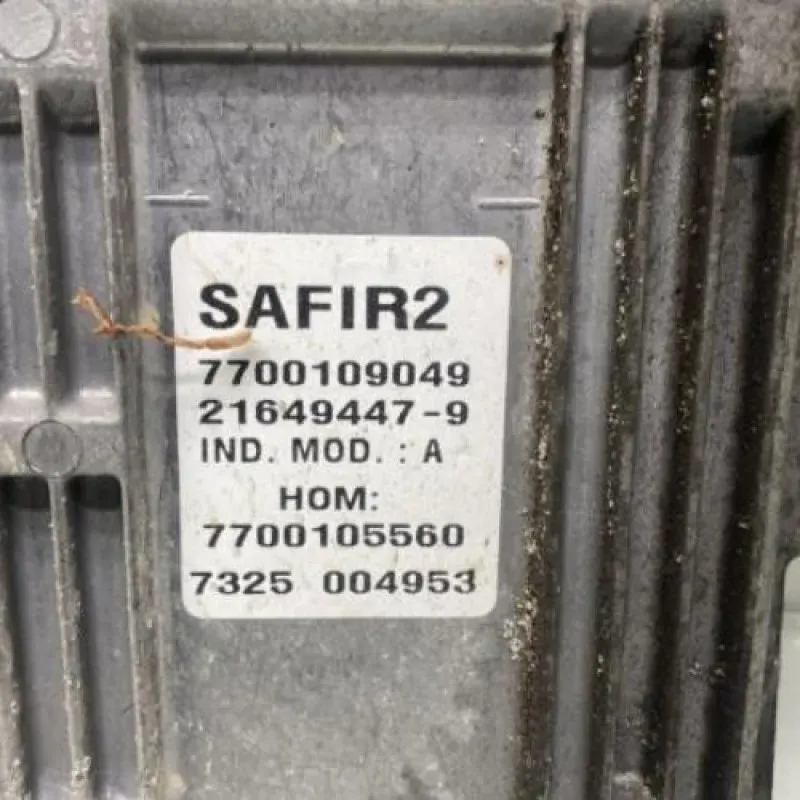 SAFIR2
7700109049
21649447-9
IND. MOD. : A
HOM:
7700105560
7325 004953